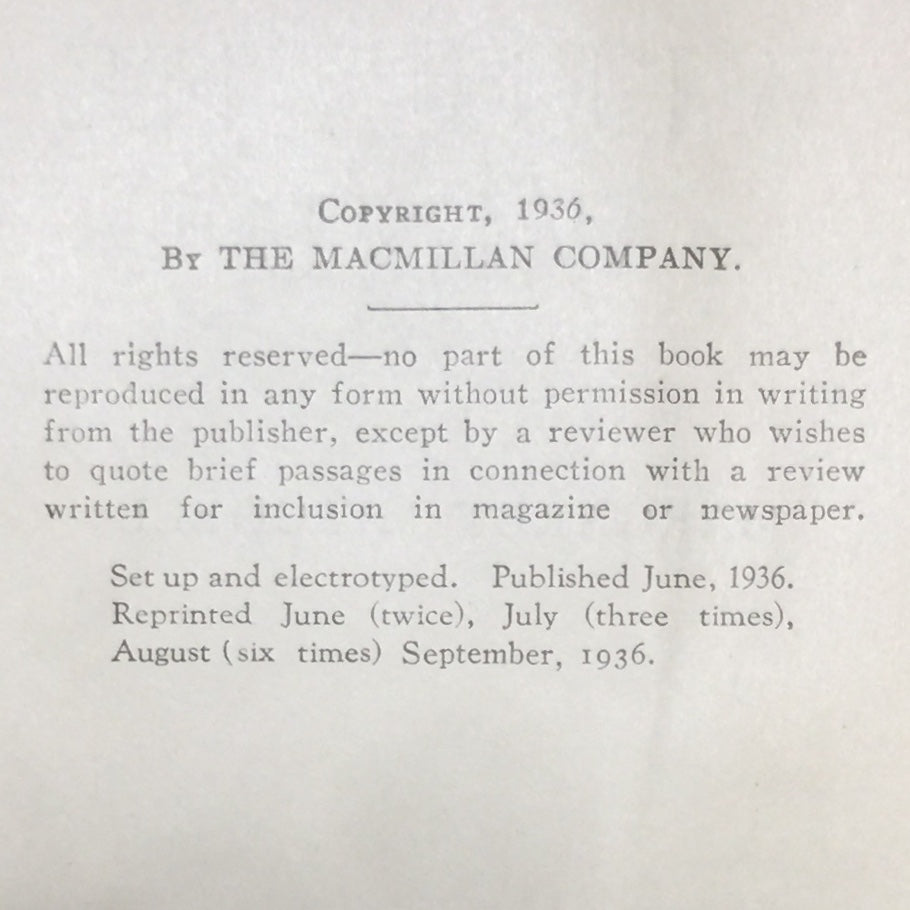 COPYRIGHT, 1936,
BY THE MACMILLAN COMPANY.
All rights reserved—no part of this book may be
reproduced in any form without permission in writing
from the publisher, except by a reviewer who wishes
to quote brief passages in connection with a review
written for inclusion in magazine or newspaper.
Set up and electrotyped. Published June, 1936.
Reprinted June (twice), July (three times),
August (six times) September, 1936.